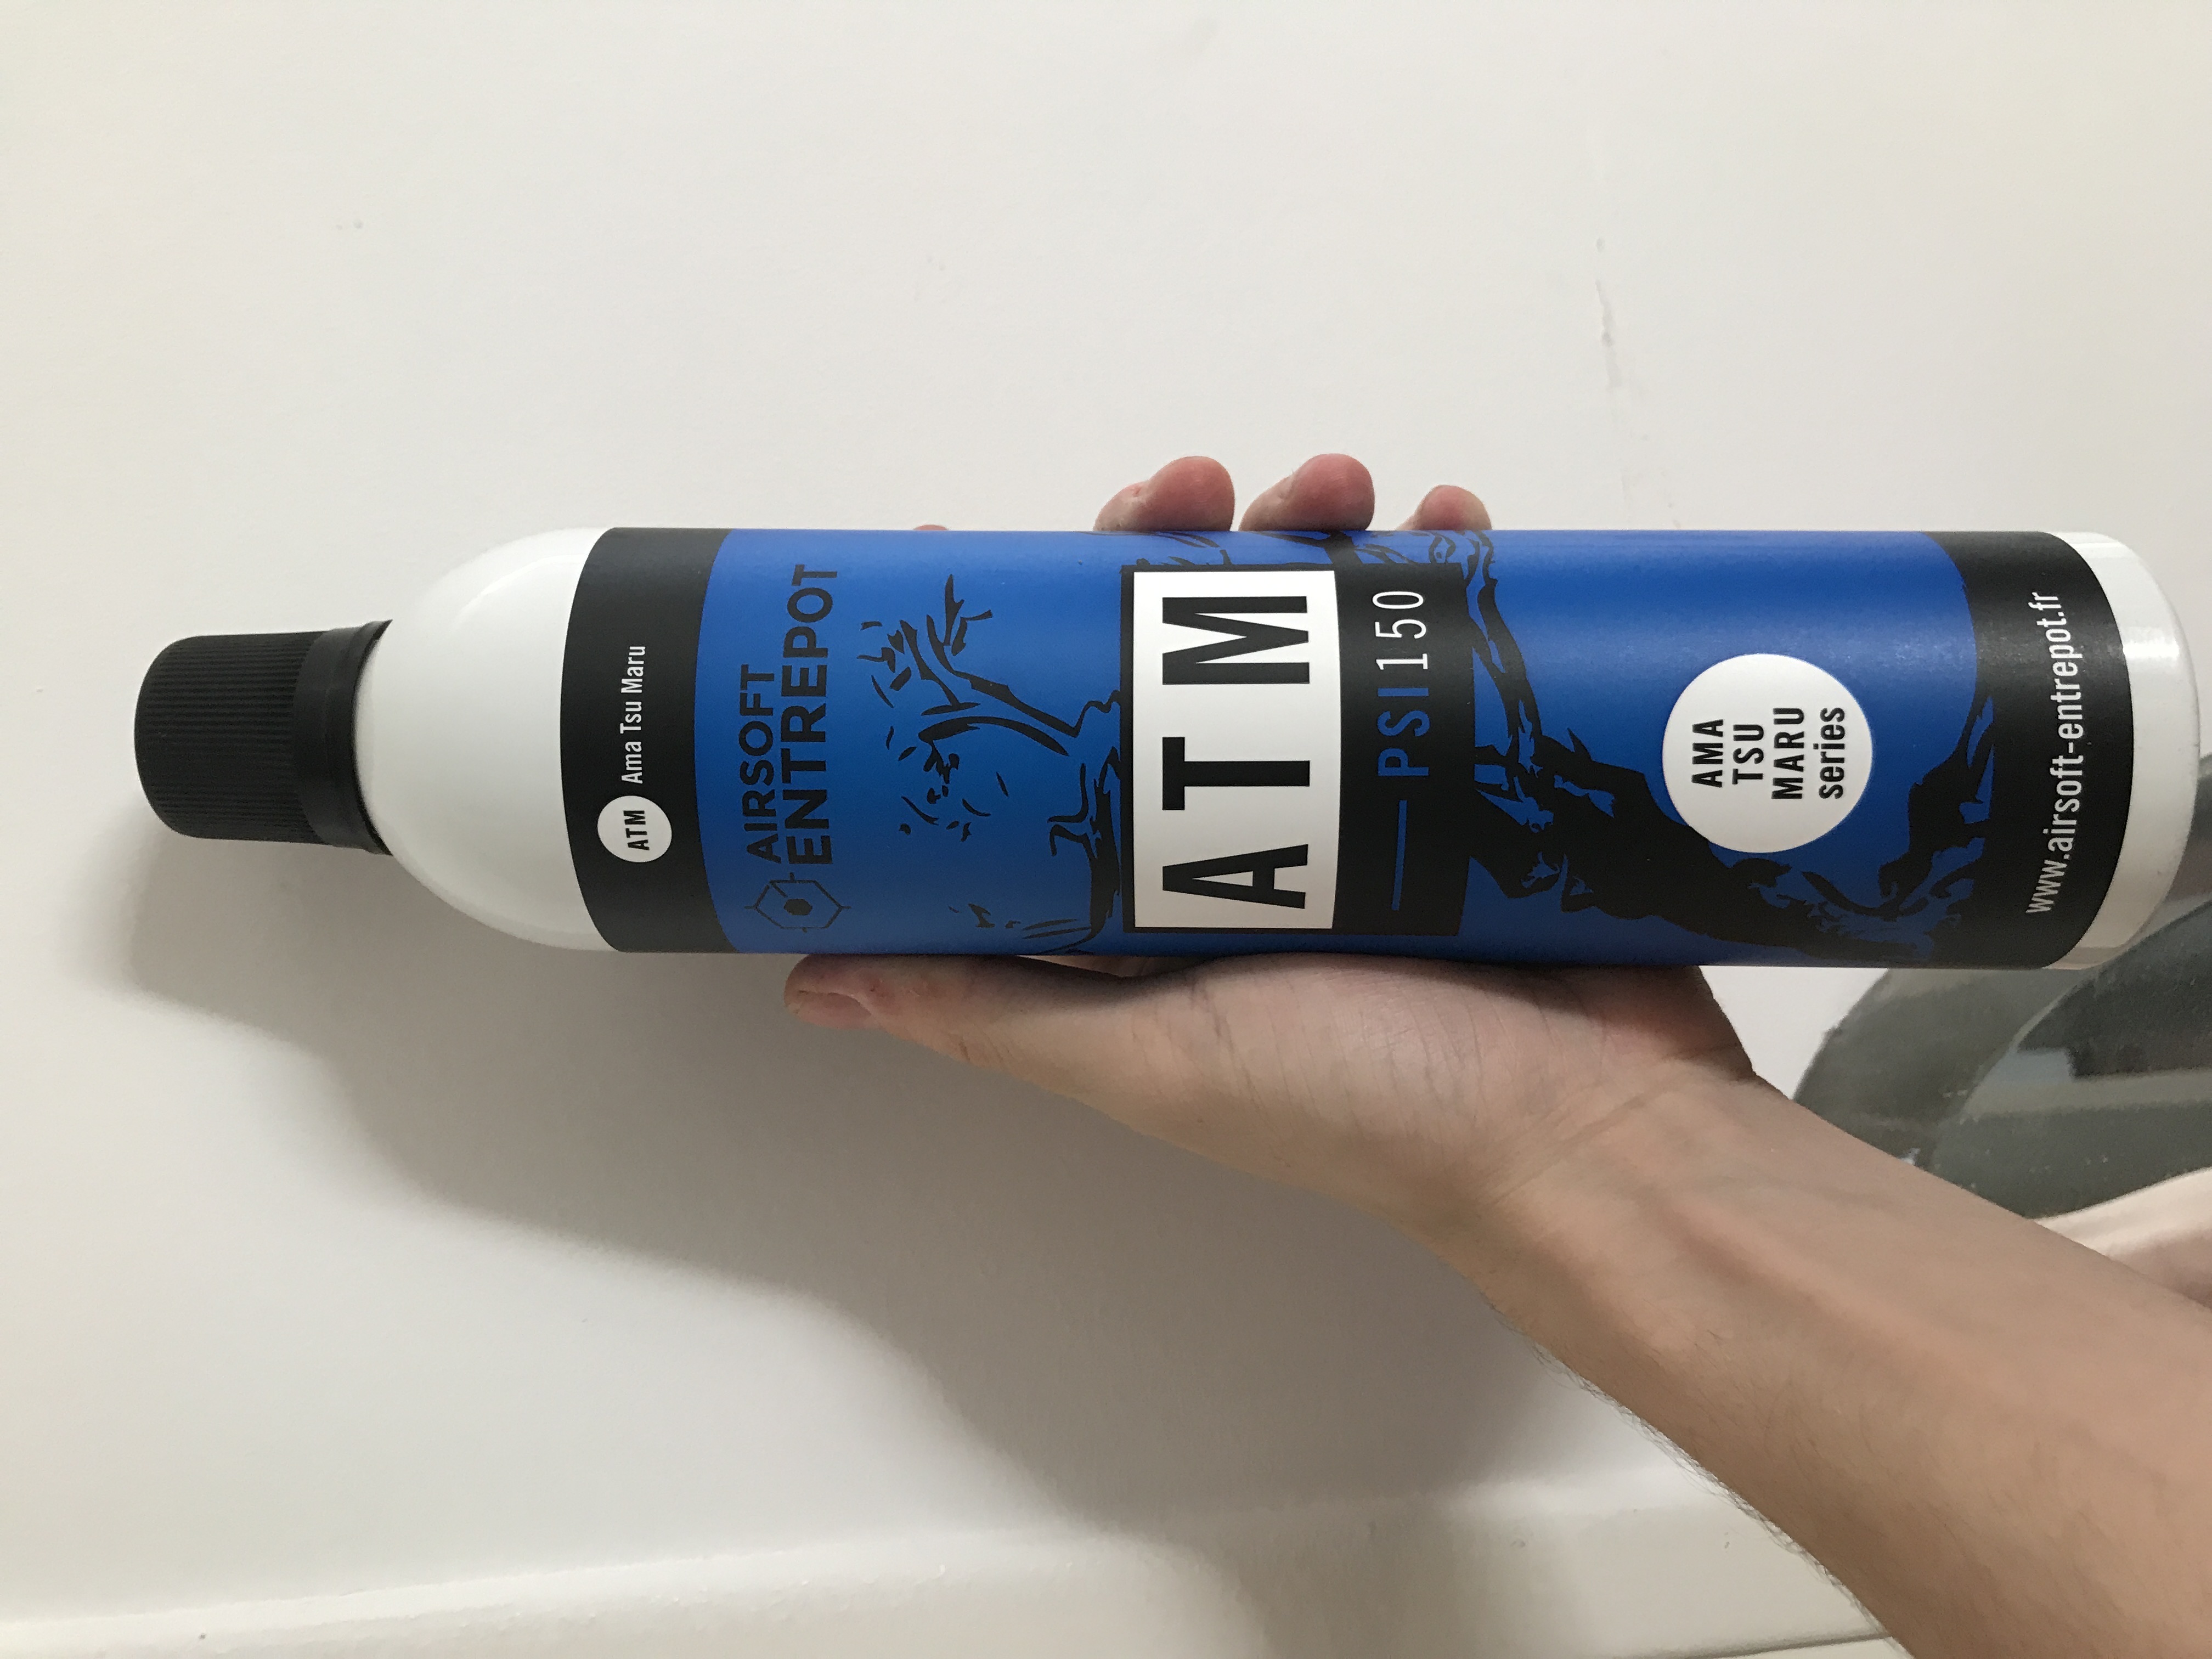 ATM Ama Tsu Maru
AIRSOFT
ENTREPOT
ATM
PSI 150
AMA
TSU
MARU
series
www.airsoft-entrepot.fr